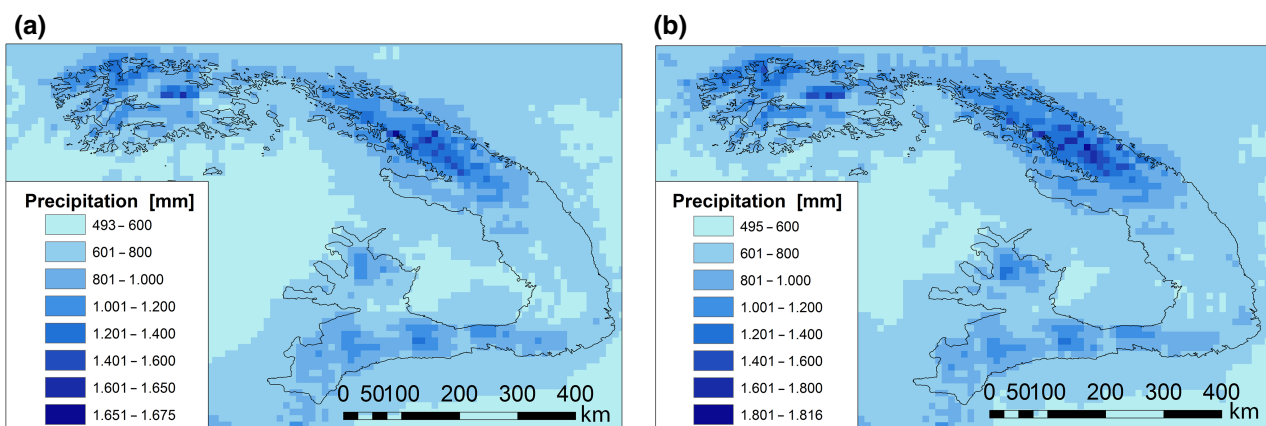 (a)
Precipitation [mm]
493 – 600
601 – 800
801 – 1.000
1.001 – 1.200
1.201 – 1.400
1.401 – 1.600
1.601 – 1.650
1.651 – 1.675
0 50100 200 300 400
km
(b)
Precipitation [mm]
495 – 600
601 – 800
801 – 1.000
1.001 – 1.200
1.201 – 1.400
1.401 – 1.600
1.601 – 1.800
1.801 – 1.816
0 50100 200 300 400
km